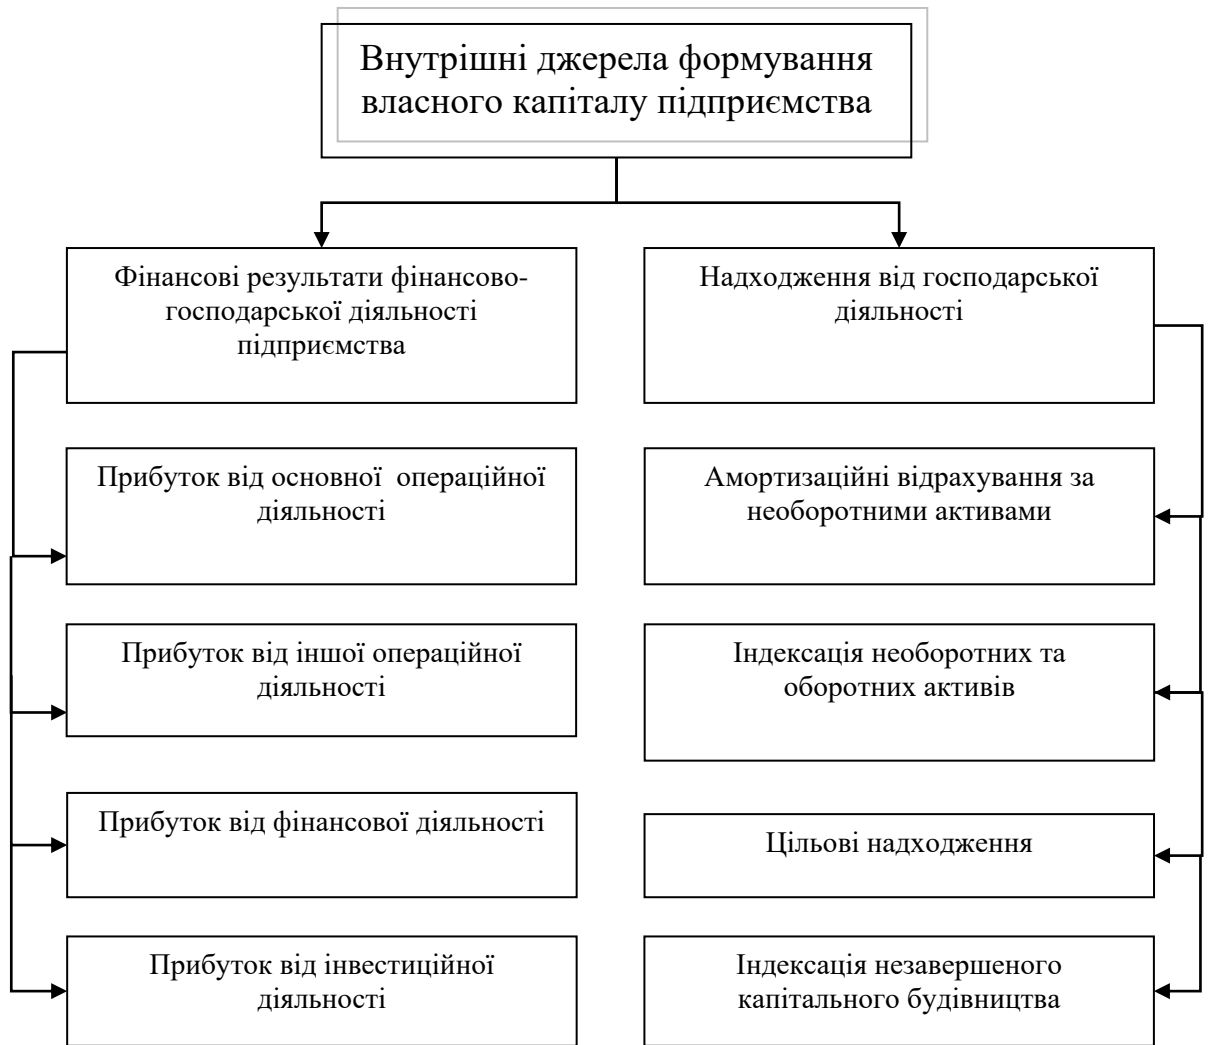 Внутрішні джерела формування
власного капіталу підприємства
Фінансові результати фінансово-
господарської діяльності
підприємства
Надходження від господарської
діяльності
Прибуток від основної операційної
діяльності
Амортизаційні відрахування за
необоротними активами
Прибуток від іншої операційної
діяльності
Індексація необоротних та
оборотних активів
Прибуток від фінансової діяльності
Цільові надходження
Прибуток від інвестиційної
діяльності
Індексація незавершеного
капітального будівництва